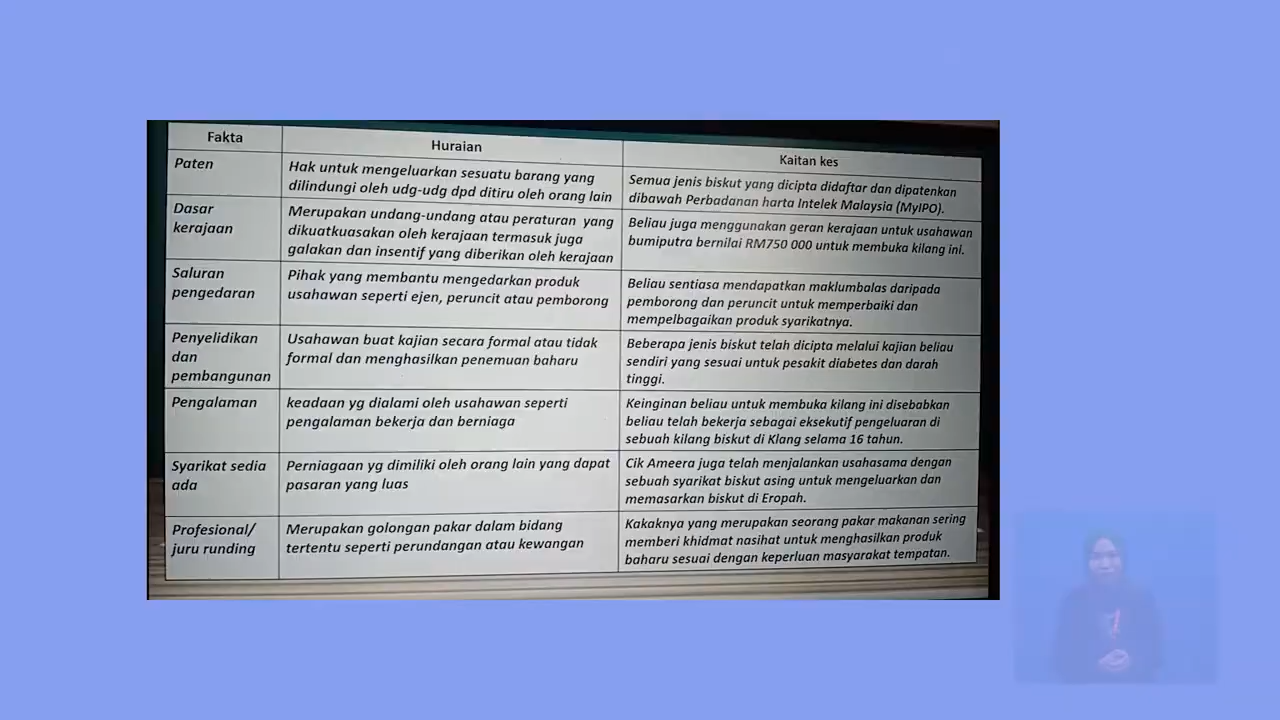 Fakta
Huraian
Kaitan kes
Paten
Hak untuk mengeluarkan sesuatu barang yang
dilindungi oleh udg-udg dpd ditiru oleh orang lain
Semua jenis biskut yang dicipta didaftar dan dipatenkan
dibawah Perbadanan harta Intelek Malaysia (MyIPO).
Dasar
kerajaan
Merupakan undang-undang atau peraturan yang
dikuatkuasakan oleh kerajaan termasuk juga
galakan dan insentif yang diberikan oleh kerajaan
Beliau juga menggunakan geran kerajaan untuk usahawan
bumiputra bernilai RM750 000 untuk membuka kilang ini.
Saluran
pengedaran
Pihak yang membantu mengedarkan produk
usahawan seperti ejen, peruncit atau pemborong
Beliau sentiasa mendapatkan maklumbalas daripada
pemborong dan peruncit untuk memperbaiki dan
mempelbagaikan produk syarikatnya.
Penyelidikan
dan
pembangunan
Usahawan buat kajian secara formal atau tidak
formal dan menghasilkan penemuan baharu
Beberapa jenis biskut telah dicipta melalui kajian beliau
sendiri yang sesuai untuk pesakit diabetes dan darah
tinggi.
Pengalaman
keadaan yg dialami oleh usahawan seperti
pengalaman bekerja dan berniaga
Keinginan beliau untuk membuka kilang ini disebabkan
beliau telah bekerja sebagai eksekutif pengeluaran di
sebuah kilang biskut di Klang selama 16 tahun.
Syarikat sedia
ada
Perniagaan yg dimiliki oleh orang lain yang dapat
pasaran yang luas
Cik Ameera juga telah menjalankan usahasama dengan
sebuah syarikat biskut asing untuk mengeluarkan dan
memasarkan biskut di Eropah.
Profesional/
juru runding
Merupakan golongan pakar dalam bidang
tertentu seperti perundangan atau kewangan
Kakaknya yang merupakan seorang pakar makanan sering
memberi khidmat nasihat untuk menghasilkan produk
baharu sesuai dengan keperluan masyarakat tempatan.